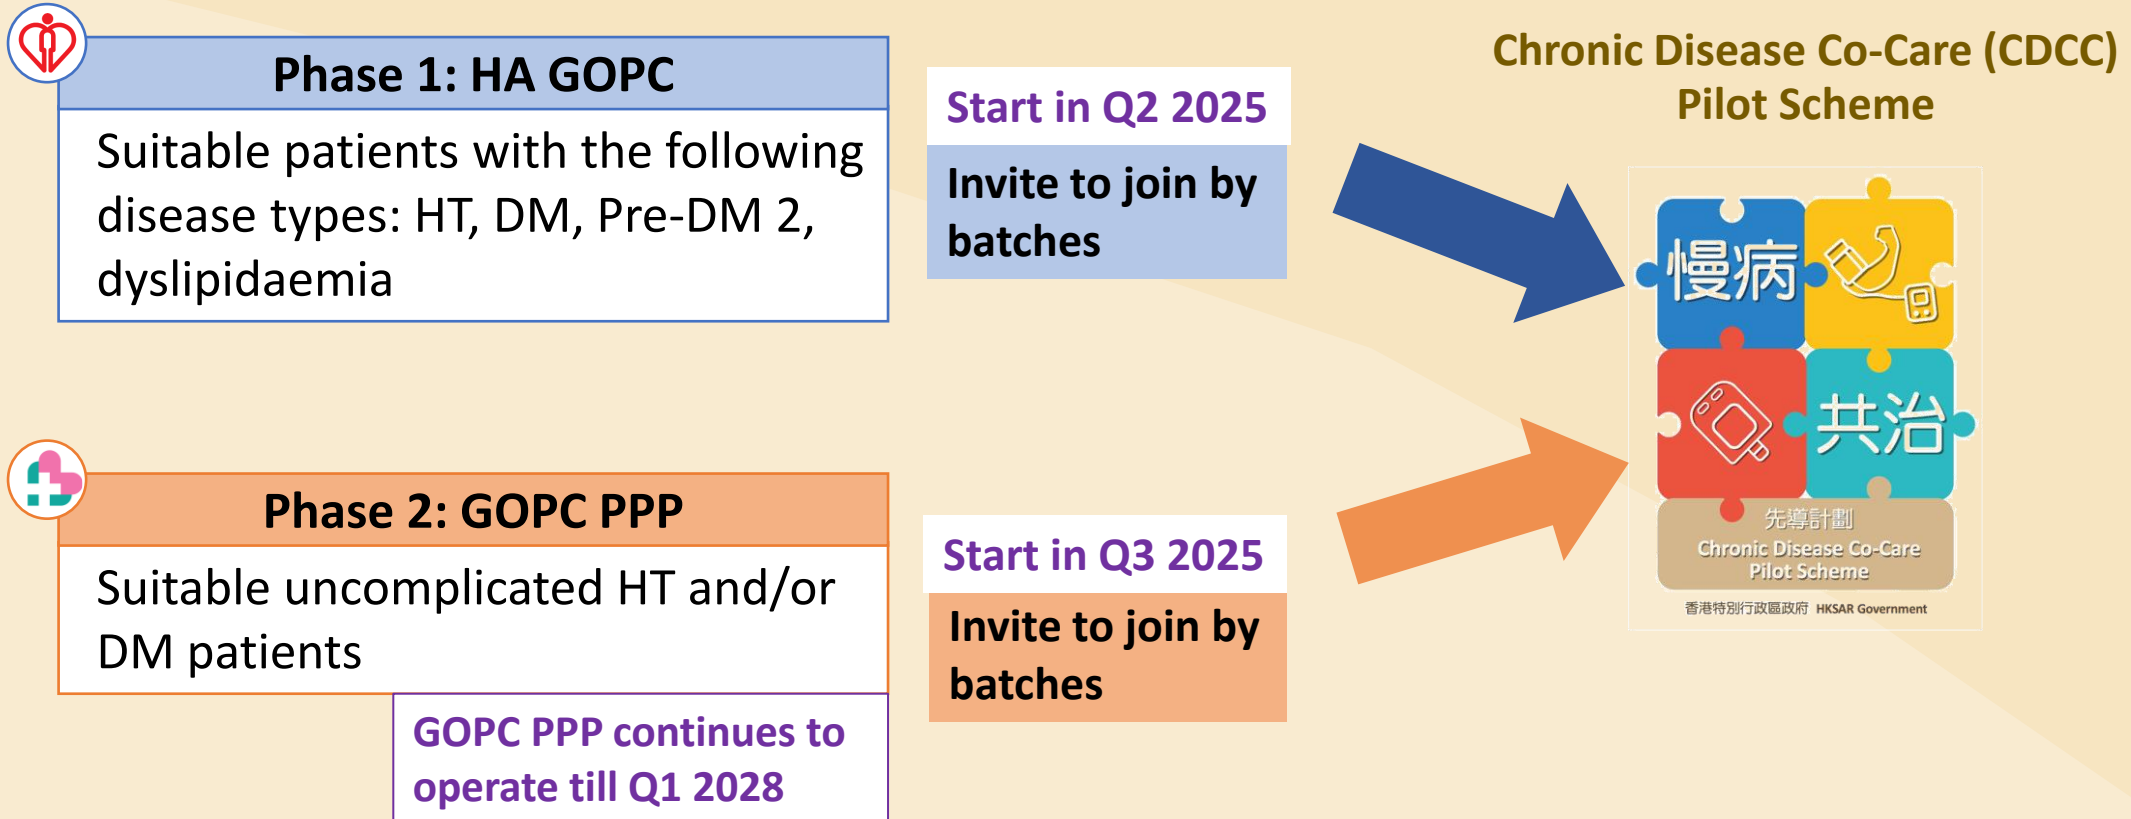 Phase 1: HA GOPC
Suitable patients with the following
disease types: HT, DM, Pre-DM 2,
dyslipidaemia
Start in Q2 2025
Invite to join by
batches
Chronic Disease Co-Care (CDCC)
Pilot Scheme
慢病
共治
先導計劃
Chronic Disease Co-Care
Pilot Scheme
香港特別行政區政府 HKSAR Government
Phase 2: GOPC PPP
Suitable uncomplicated HT and/or
DM patients
GOPC PPP continues to
operate till Q1 2028
Start in Q3 2025
Invite to join by
batches